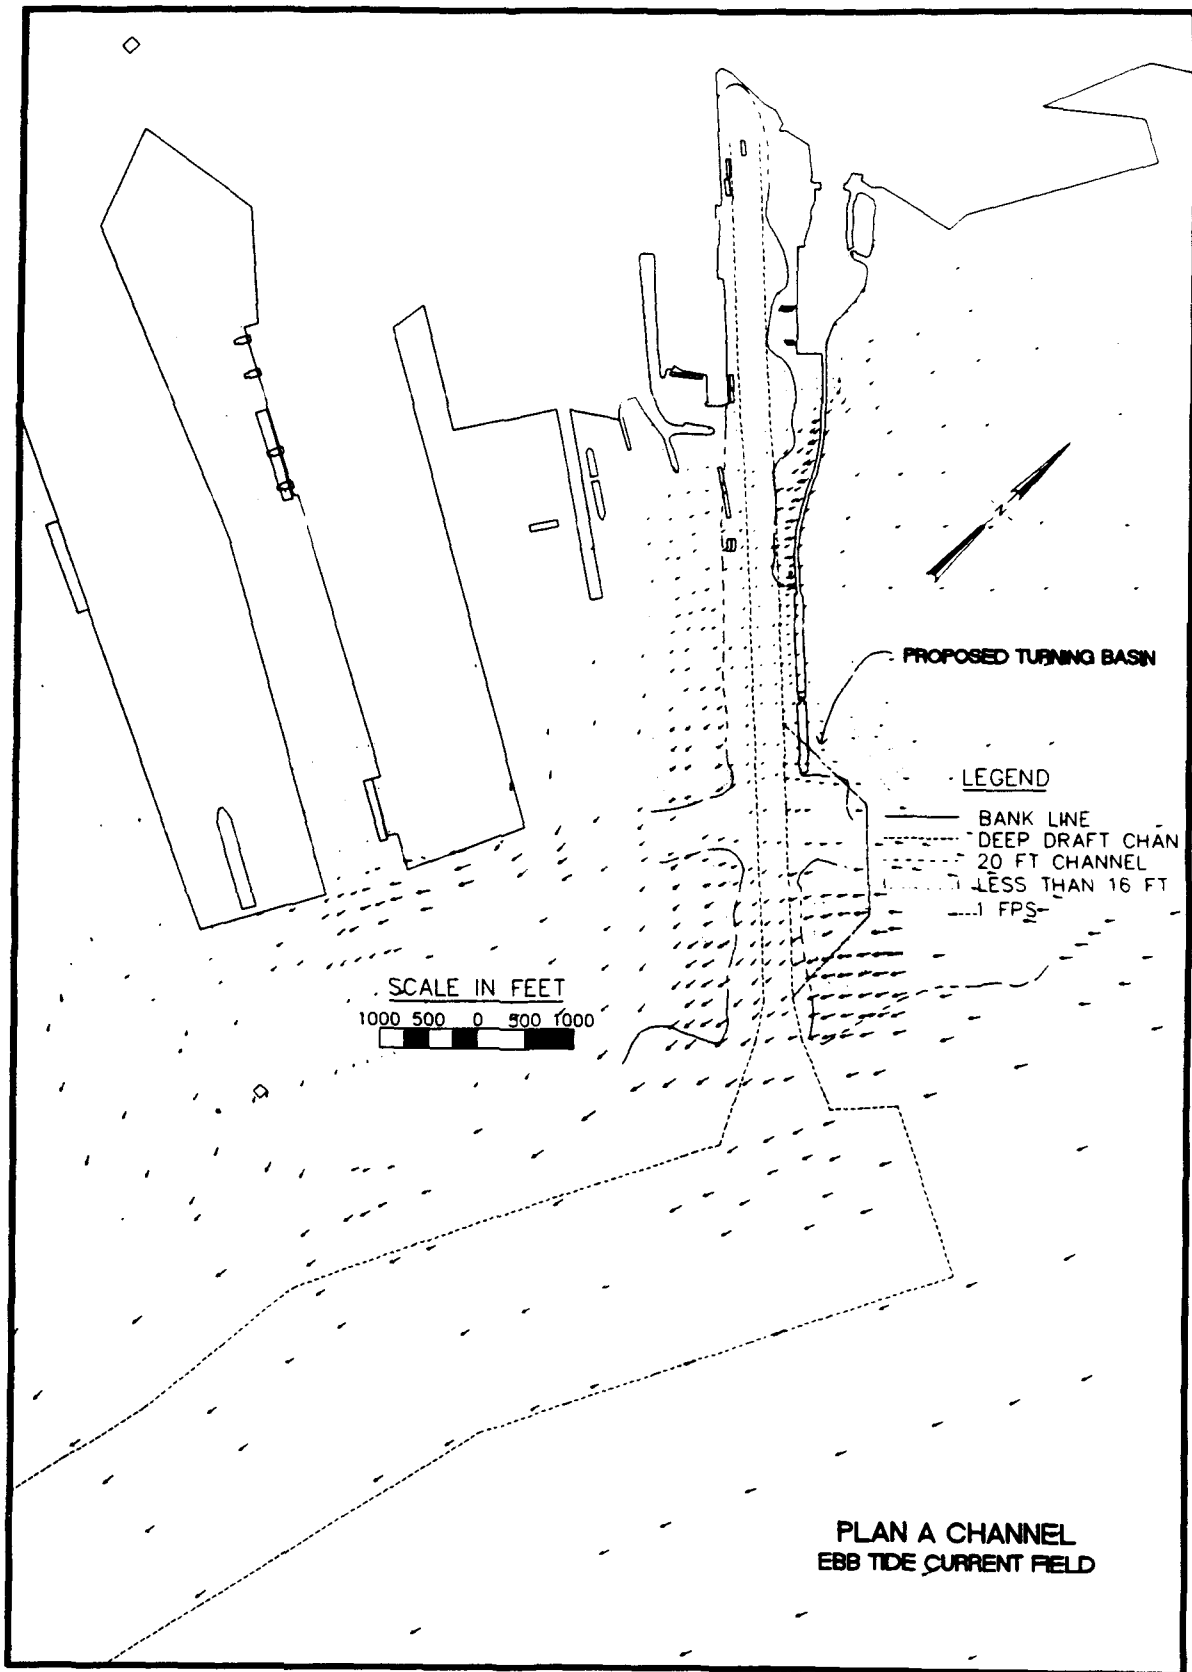 N
PROPOSED TURNING BASIN
LEGEND
BANK LINE
DEEP DRAFT CHAN
20 FT CHANNEL
LESS THAN 16 FT
1 FPS
SCALE IN FEET
1000 500 0 500 1000
PLAN A CHANNEL
EBB TIDE CURRENT FIELD